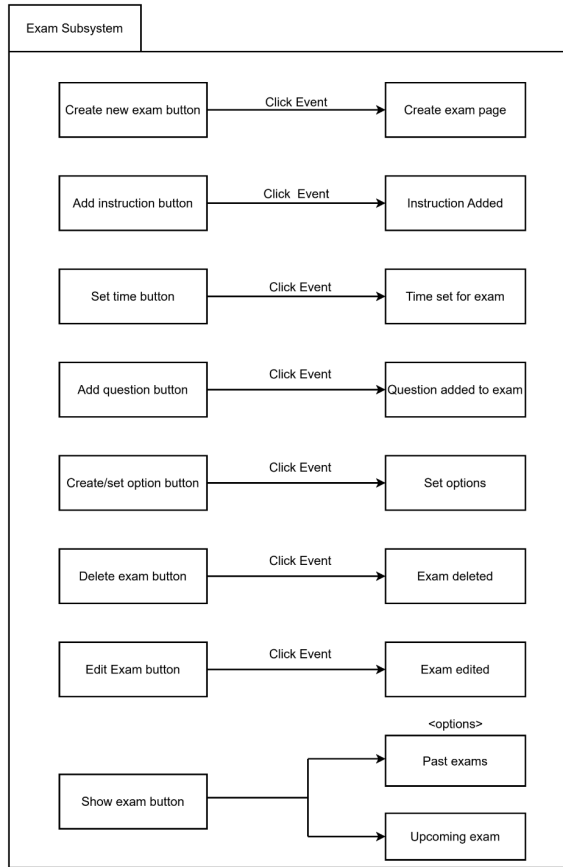 Exam Subsystem
Create new exam button
Click Event
Create exam page
Add instruction button
Click Event
Instruction Added
Set time button
Click Event
Time set for exam
Add question button
Click Event
Question added to exam
Create/set option button
Click Event
Set options
Delete exam button
Click Event
Exam deleted
Edit Exam button
Click Event
Exam edited
<options>
Past exams
Show exam button
Upcoming exam